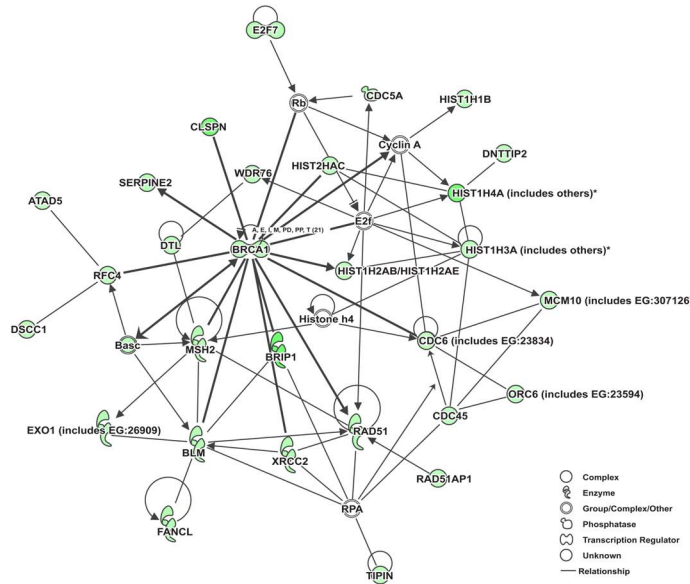 E2F7
Rb
CDC5A
HIST1H1B
CLSPN
Cyclin A
DNTTIP2
HIST2HAC
WDR76
SERPINE2
HIST1H4A (includes others)*
ATAD5
E2f
A, E, I, M, PD, PP, T (21)
DTL
BRCA1
HIST1H3A (includes others)*
RFC4
HIST1H2AB/HIST1H2AE
MCM10 (includes EG:307126
Histone h4
DSCC1
Basc
MSH2
BRIP1
CDC6 (includes EG:23834)
ORC6 (includes EG:23594)
CDC45
EXO1 (includes EG:26909)
RAD51
BLM
XRCC2
RAD51AP1
RPA
FANCL
TIPIN
Complex
Enzyme
Group/Complex/Other
Phosphatase
Transcription Regulator
Unknown
Relationship